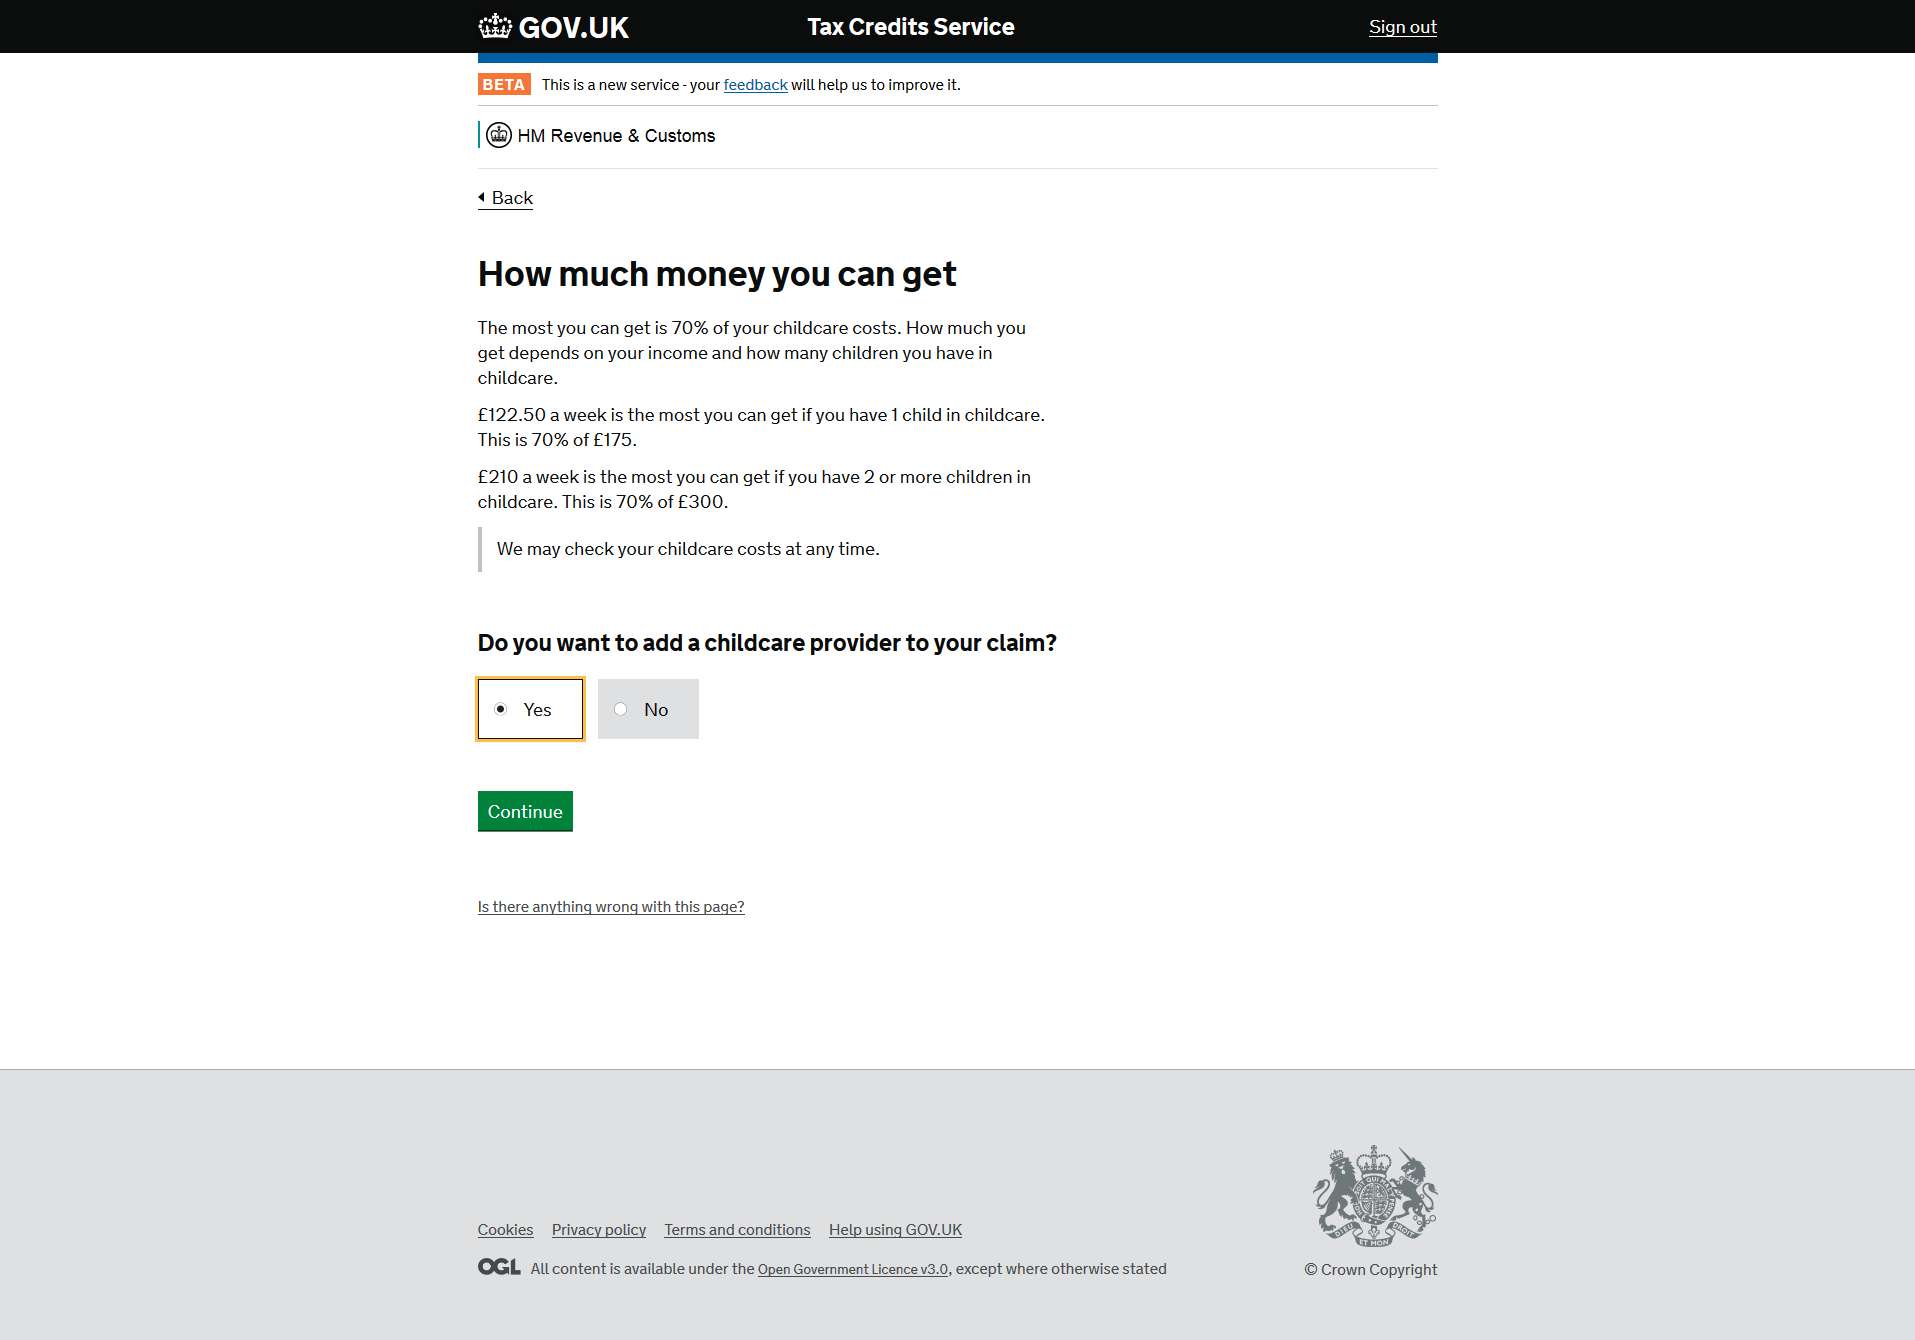 GOV.UK
Tax Credits Service
Sign out
BETA This is a new service - your feedback will help us to improve it.
HM Revenue & Customs
Back
How much money you can get
The most you can get is 70% of your childcare costs. How much you
get depends on your income and how many children you have in
childcare.
£122.50 a week is the most you can get if you have 1 child in childcare.
This is 70% of £175.
£210 a week is the most you can get if you have 2 or more children in
childcare. This is 70% of £300.
We may check your childcare costs at any time.
Do you want to add a childcare provider to your claim?
Yes
No
Continue
Is there anything wrong with this page?
Cookies Privacy policy Terms and conditions Help using GOV.UK
OGL All content is available under the Open Government Licence v3.0, except where otherwise stated
DIEU ET MON DROIT
© Crown Copyright